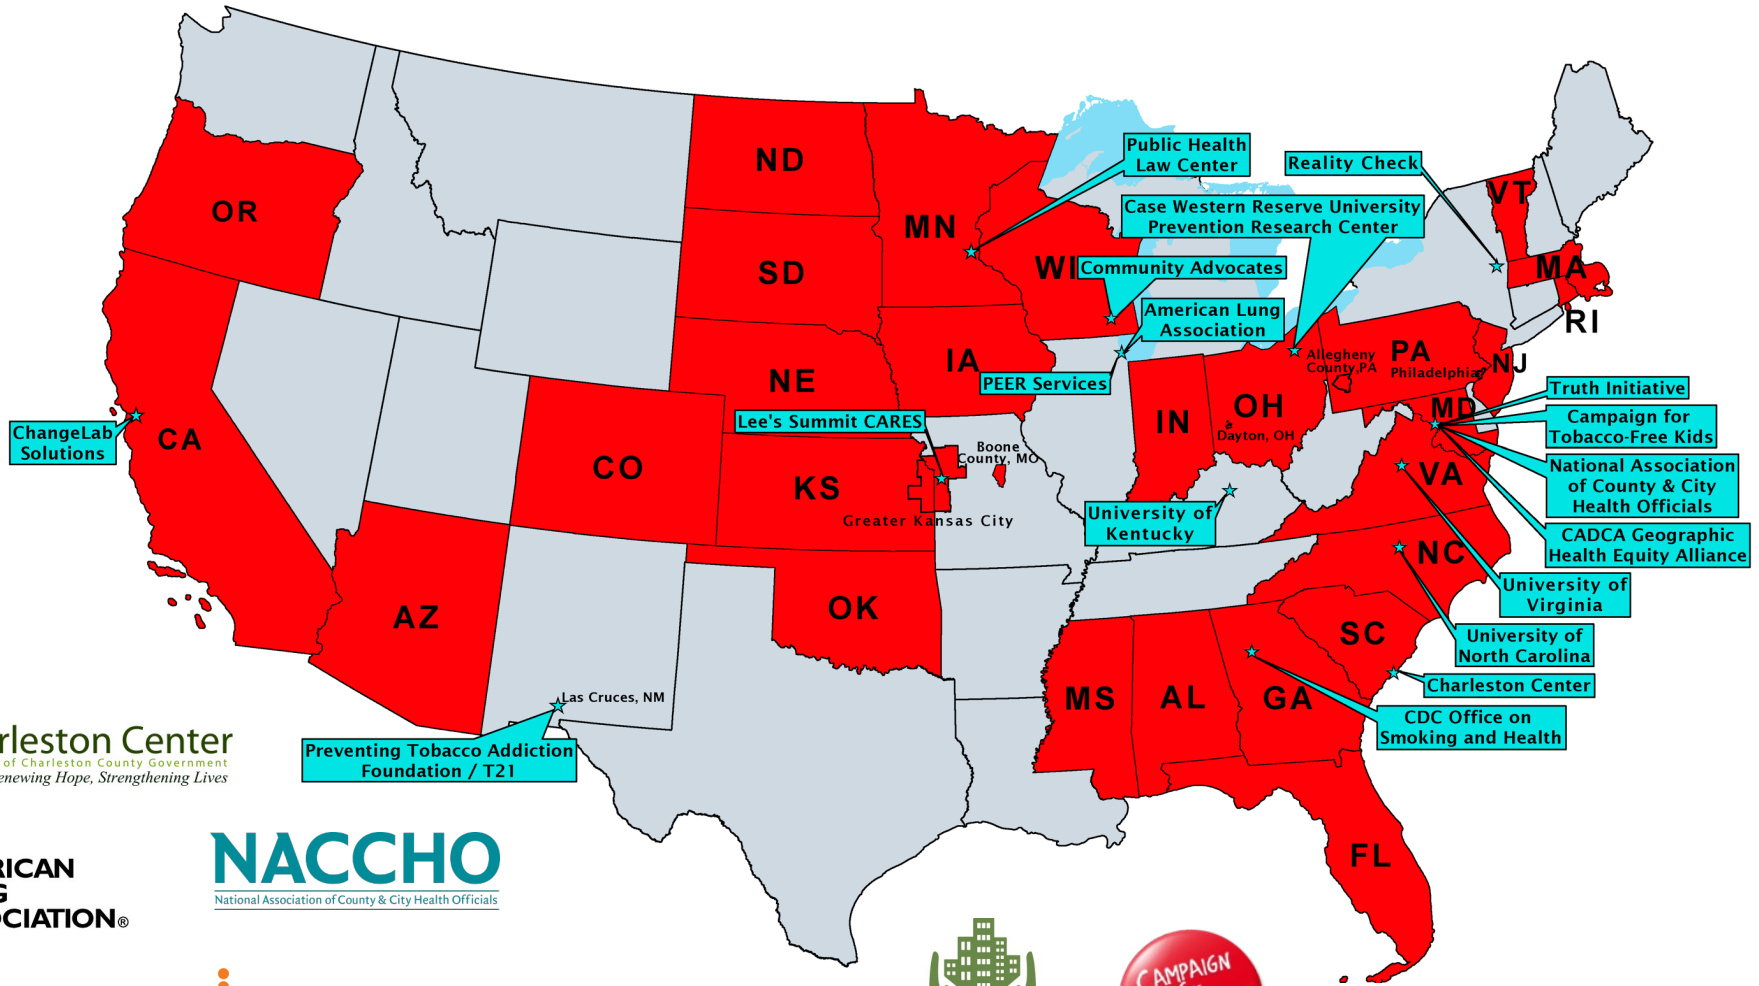 ND
Public Health
Law Center
Reality Check
VT
OR
MN
Case Western Reserve University
Prevention Research Center
SD
WI
Community Advocates
MA
American Lung
Association
RI
IA
PEER Services
NE
Allegheny
County,PA
PA
Philadelphia
NJ
Truth Initiative
MD
IN
OH
Dayton, OH
Lee's Summit CARES
Campaign for
Tobacco-Free Kids
ChangeLab
Solutions
CA
CO
KS
Boone
County, MO
Greater Kansas City
University of
Kentucky
VA
National Association
of County & City
Health Officials
CADCA Geographic
Health Equity Alliance
NC
University of
Virginia
AZ
OK
SC
University of
North Carolina
Las Cruces, NM
MS
AL
GA
Charleston Center
CDC Office on
Smoking and Health
Preventing Tobacco Addiction
Foundation / T21
FL
rleston Center
of Charleston County Government
enewing Hope, Strengthening Lives
NACCHO
National Association of County & City Health Officials
RICAN
G
OCIATION®
CAMPAIGN